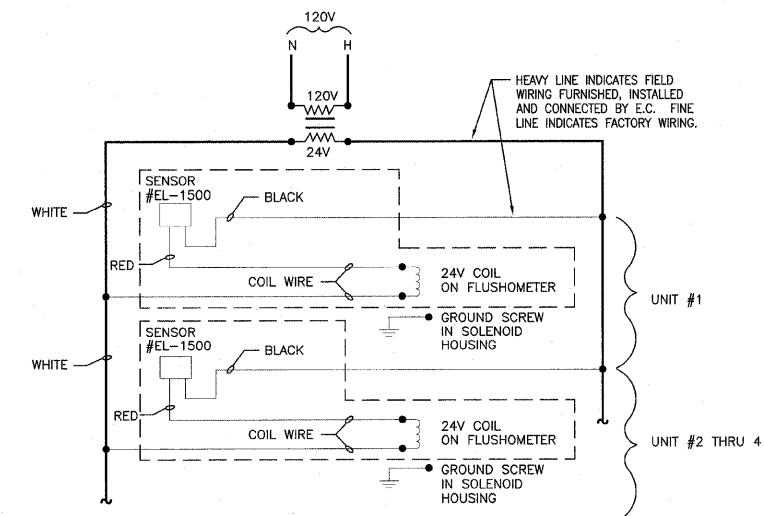 120V
N H
120V
24V
HEAVY LINE INDICATES FIELD
WIRING FURNISHED, INSTALLED
AND CONNECTED BY E.C. FINE
LINE INDICATES FACTORY WIRING.
SENSOR
#EL-1500
BLACK
WHITE
RED
COIL WIRE
24V COIL
ON FLUSHOMETER
UNIT #1
GROUND SCREW
IN SOLENOID
HOUSING
SENSOR
#EL-1500
BLACK
WHITE
RED
COIL WIRE
24V COIL
ON FLUSHOMETER
UNIT #2 THRU 4
GROUND SCREW
IN SOLENOID
HOUSING